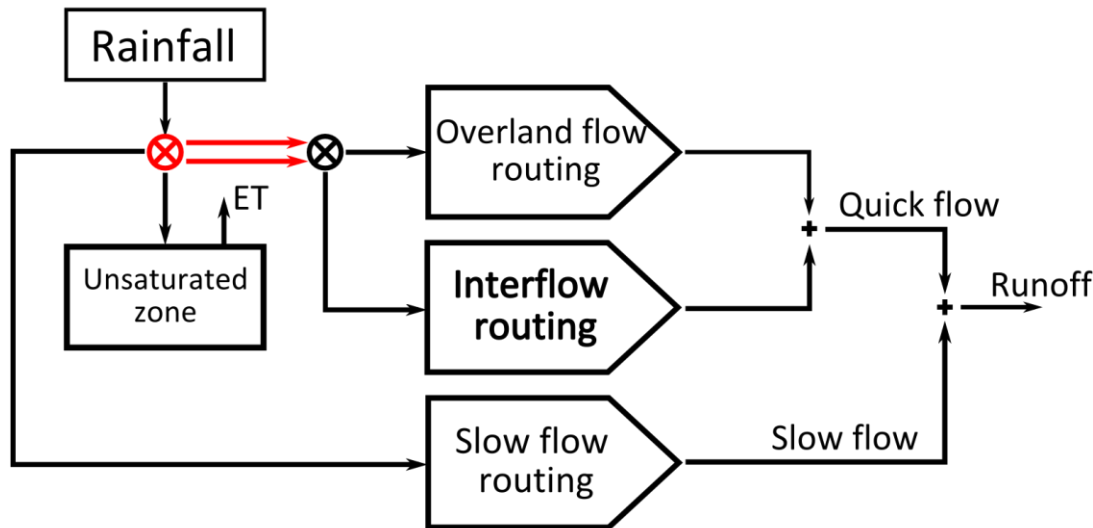 Rainfall
Overland flow
routing
ET
Quick flow
Unsaturated
zone
Interflow
routing
Runoff
Slow flow
routing
Slow flow